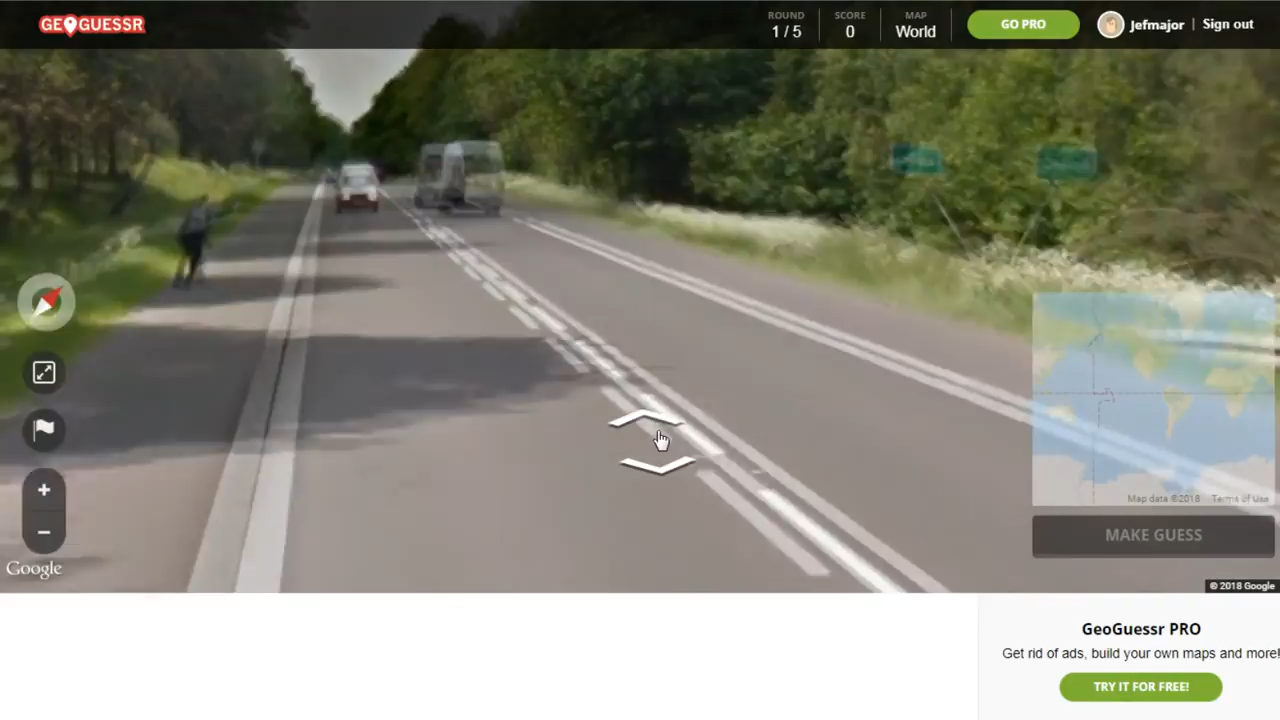 GEOGUESSR
ROUND
1 / 5
SCORE
0
MAP
World
GO PRO
Jefmajor | Sign out
Map data ©2018 Terms of Use
MAKE GUESS
Google
© 2018 Google
GeoGuessr PRO
Get rid of ads, build your own maps and more!
TRY IT FOR FREE!